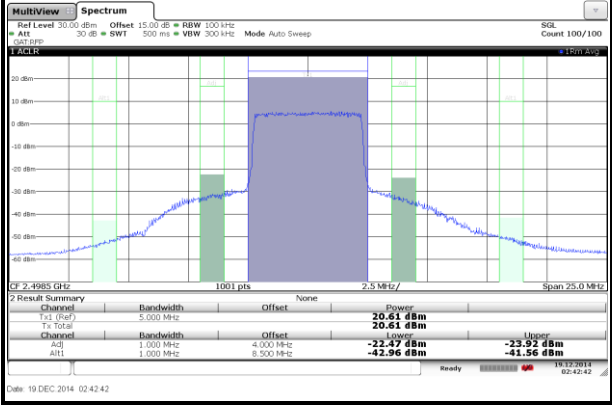 MultiView Spectrum
Ref Level 30.00 dBm Offset 15.00 dB RBW 100 kHz SGL
Att 30 dB SWT 500 ms VBW 300 kHz Mode Auto Sweep Count 100/100
GAT:RFP
1 ACLR 1Rm Avg
20 dBm
10 dBm
0 dBm
-10 dBm
-20 dBm
-30 dBm
-40 dBm
-50 dBm
-60 dBm
CF 2.4985 GHz 1001 pts 2.5 MHz/ Span 25.0 MHz
2 Result Summary None
Channel Bandwidth Offset Power
Tx1 (Ref) 5.000 MHz 20.61 dBm
Tx Total 20.61 dBm
Channel Bandwidth Offset Lower Upper
Adj 1.000 MHz 4.000 MHz -22.47 dBm -23.92 dBm
Alt1 1.000 MHz 8.500 MHz -42.96 dBm -41.56 dBm
Ready 19.12.2014
02:42:42
Date: 19.DEC.2014 02:42:42